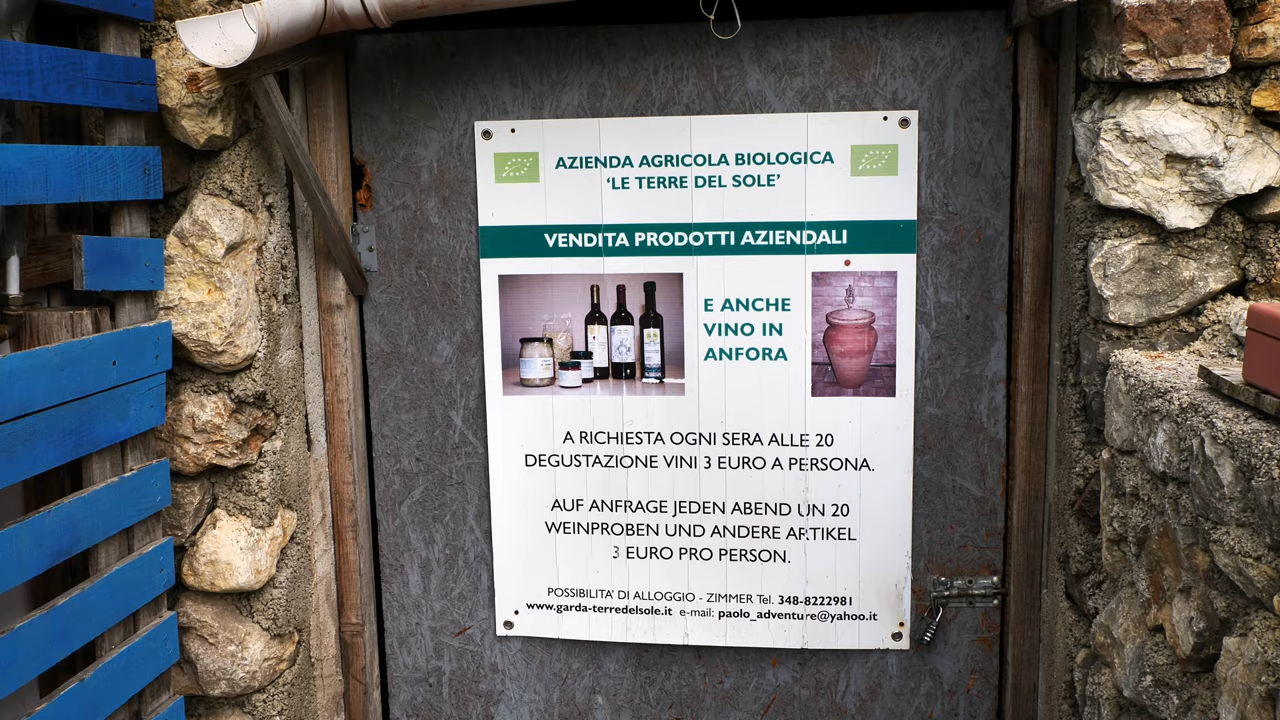 AZIENDA AGRICOLA BIOLOGICA
‘LE TERRE DEL SOLE’
VENDITA PRODOTTI AZIENDALI
E ANCHE
VINO IN
ANFORA
A RICHIESTA OGNI SERA ALLE 20
DEGUSTAZIONE VINI 3 EURO A PERSONA.
AUF ANFRAGE JEDEN ABEND UN 20
WEINPROBEN UND ANDERE ARTIKEL
3 EURO PRO PERSON.
POSSIBILITA' DI ALLOGGIO - ZIMMER Tel. 348-8222981
www.garda-terredelsole.it e-mail: paolo_adventure@yahoo.it